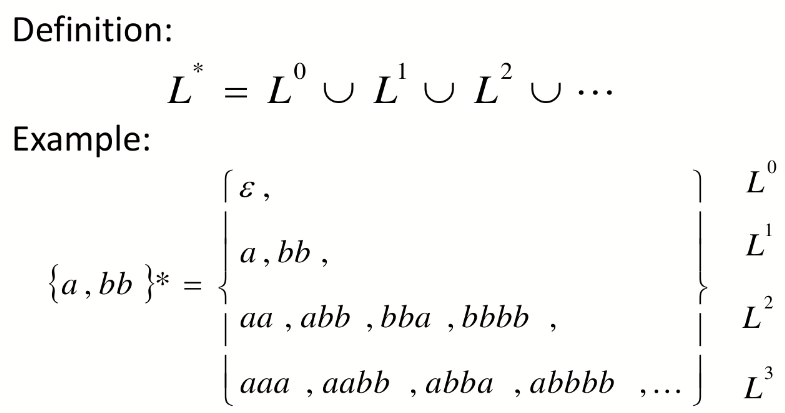 Definition:
L* = L⁰ ∪ L¹ ∪ L² ∪ ⋯
Example:
ε , L⁰
a , bb , L¹
{a , bb }* =
aa , abb , bba , bbbb , L²
aaa , aabb , abba , abbbb , … L³